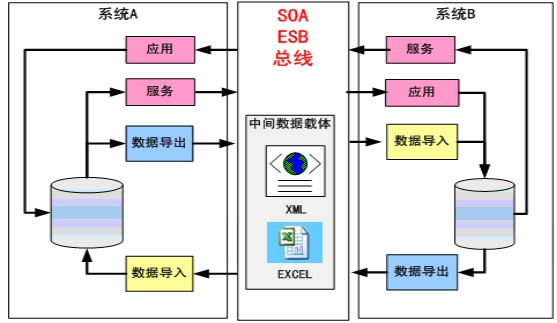 系统A
应用
服务
数据导出
数据导入
SOA
ESB
总线
中间数据载体
XML
EXCEL
系统B
服务
应用
数据导入
数据导出